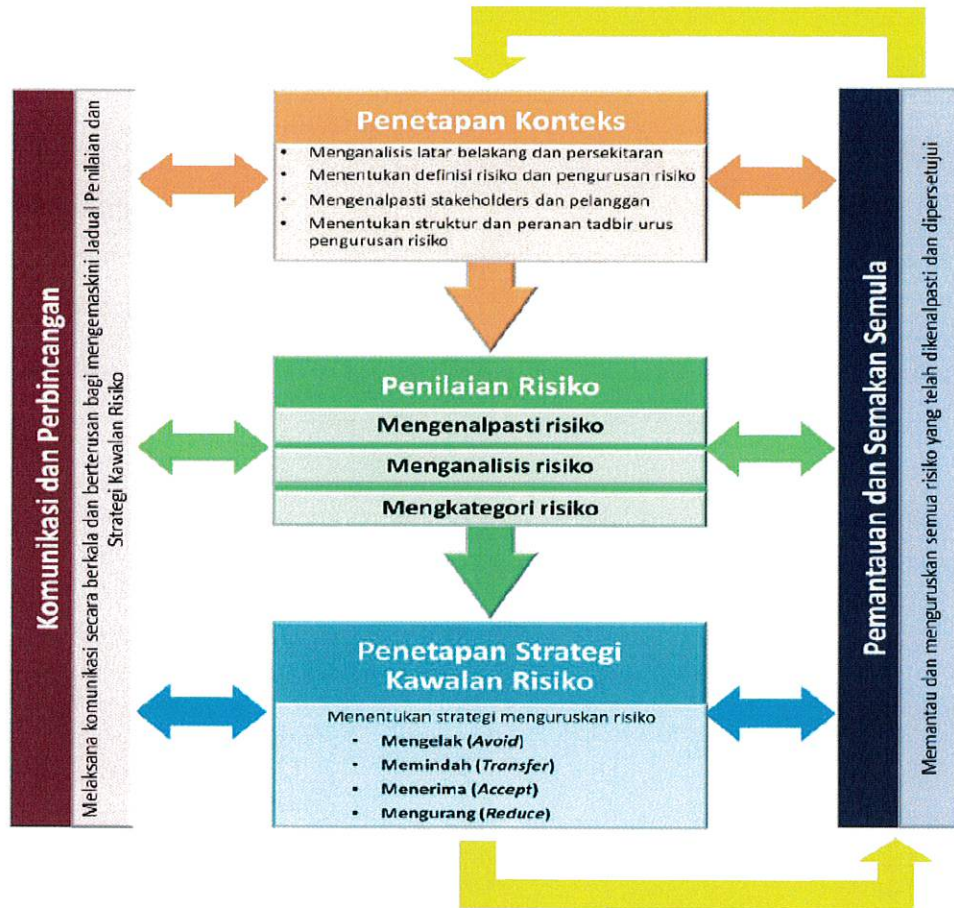 Komunikasi dan Perbincangan
Melaksana komunikasi secara berkala dan berterusan bagi mengemaskini Jadual Penilaian dan
Strategi Kawalan Risiko
Penetapan Konteks
• Menganalisis latar belakang dan persekitaran
• Menentukan definisi risiko dan pengurusan risiko
• Mengenalpasti stakeholders dan pelanggan
• Menentukan struktur dan peranan tadbir urus
pengurusan risiko
Penilaian Risiko
Mengenalpasti risiko
Menganalisis risiko
Mengkategori risiko
Penetapan Strategi
Kawalan Risiko
Menentukan strategi menguruskan risiko
• Mengelak (Avoid)
• Memindah (Transfer)
• Menerima (Accept)
• Mengurang (Reduce)
Pemantauan dan Semakan Semula
Memantau dan menguruskan semua risiko yang telah dikenalpasti dan dipersetujui